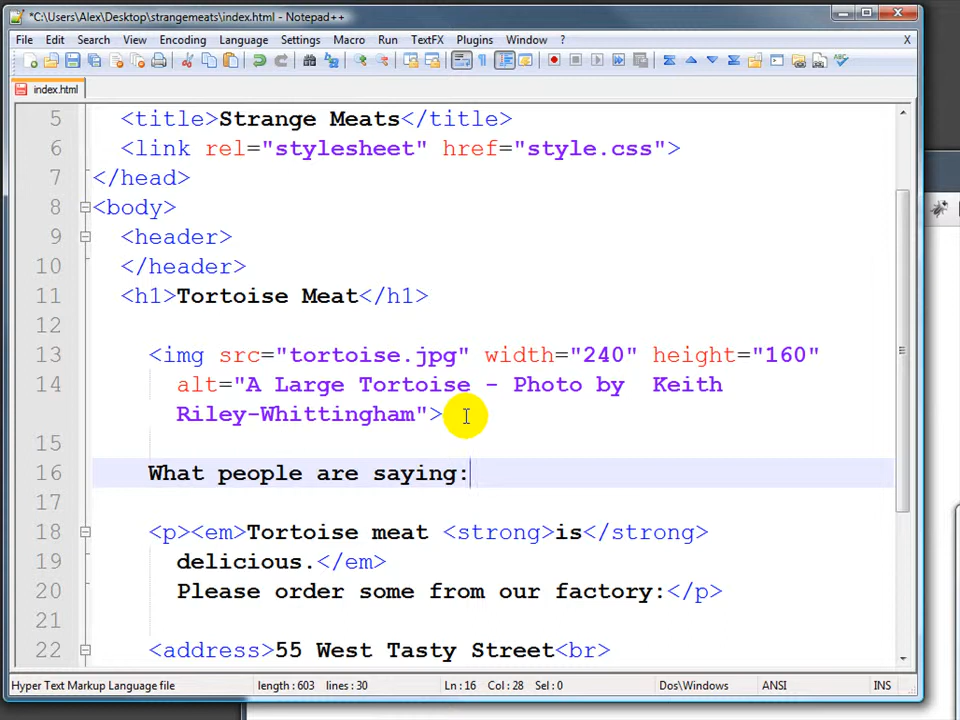 *C:\Users\Alex\Desktop\strangemeats\index.html - Notepad++
File Edit Search View Encoding Language Settings Macro Run TextFX Plugins Window ? X
index.html
5 <title>Strange Meats</title>
6 <link rel="stylesheet" href="style.css">
7 </head>
8 <body>
9 <header>
10 </header>
11 <h1>Tortoise Meat</h1>
12
13 <img src="tortoise.jpg" width="240" height="160"
14 alt="A Large Tortoise - Photo by  Keith
Riley-Whittingham">
15
16 What people are saying:
17
18 <p><em>Tortoise meat <strong>is</strong>
19 delicious.</em>
20 Please order some from our factory:</p>
21
22 <address>55 West Tasty Street<br>
Hyper Text Markup Language file length : 603 lines : 30 Ln : 16 Col : 28 Sel : 0 Dos\Windows ANSI INS